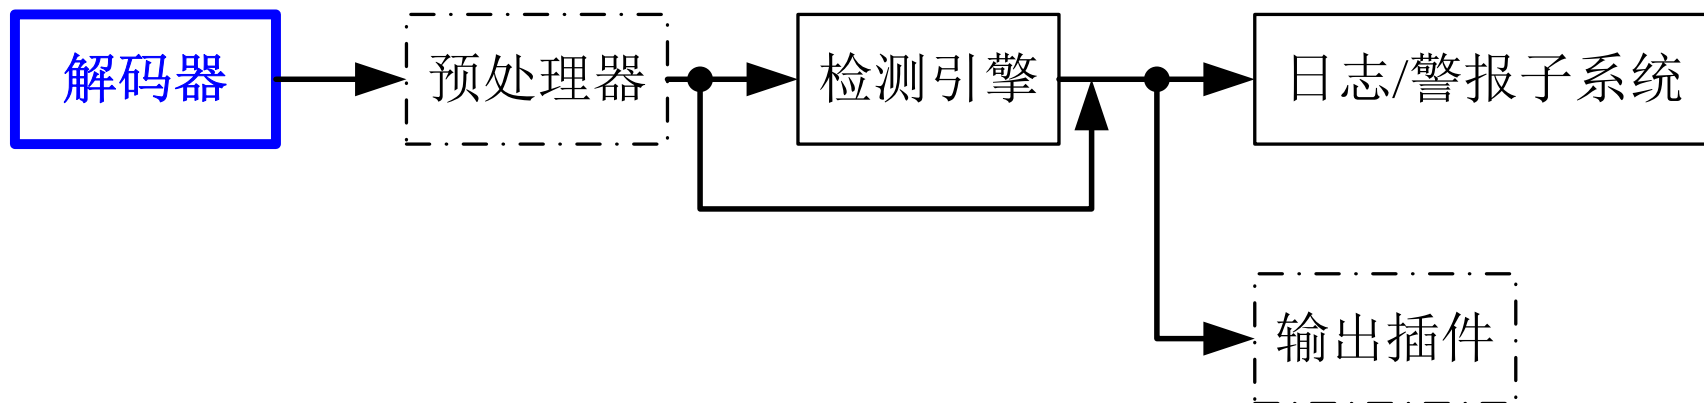 解码器
预处理器
检测引擎
日志/警报子系统
输出插件